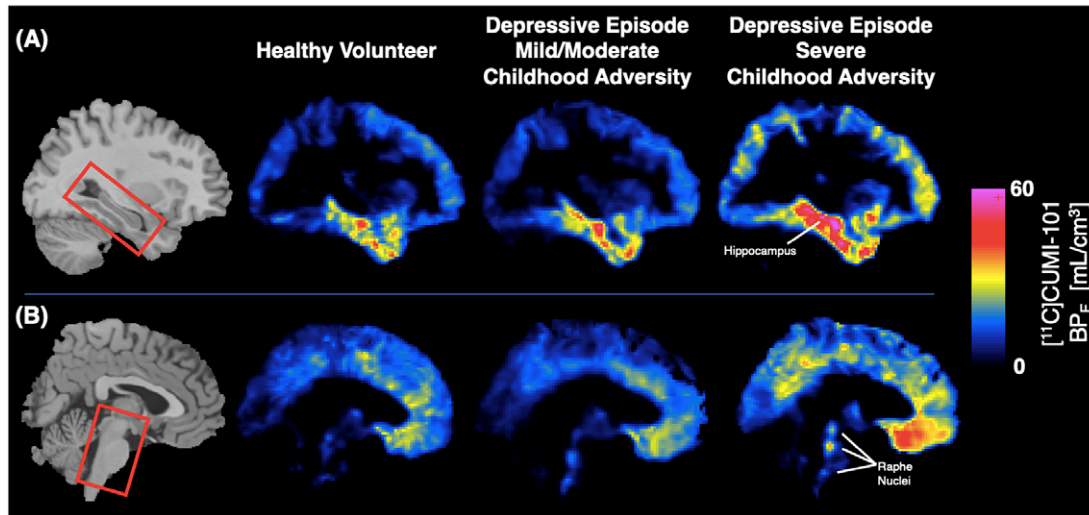 (A)
Healthy Volunteer
Depressive Episode
Mild/Moderate
Childhood Adversity
Depressive Episode
Severe
Childhood Adversity
Hippocampus
60
0
[¹¹C]CUMI-101
BP_F [mL/cm³]
(B)
Raphe
Nuclei